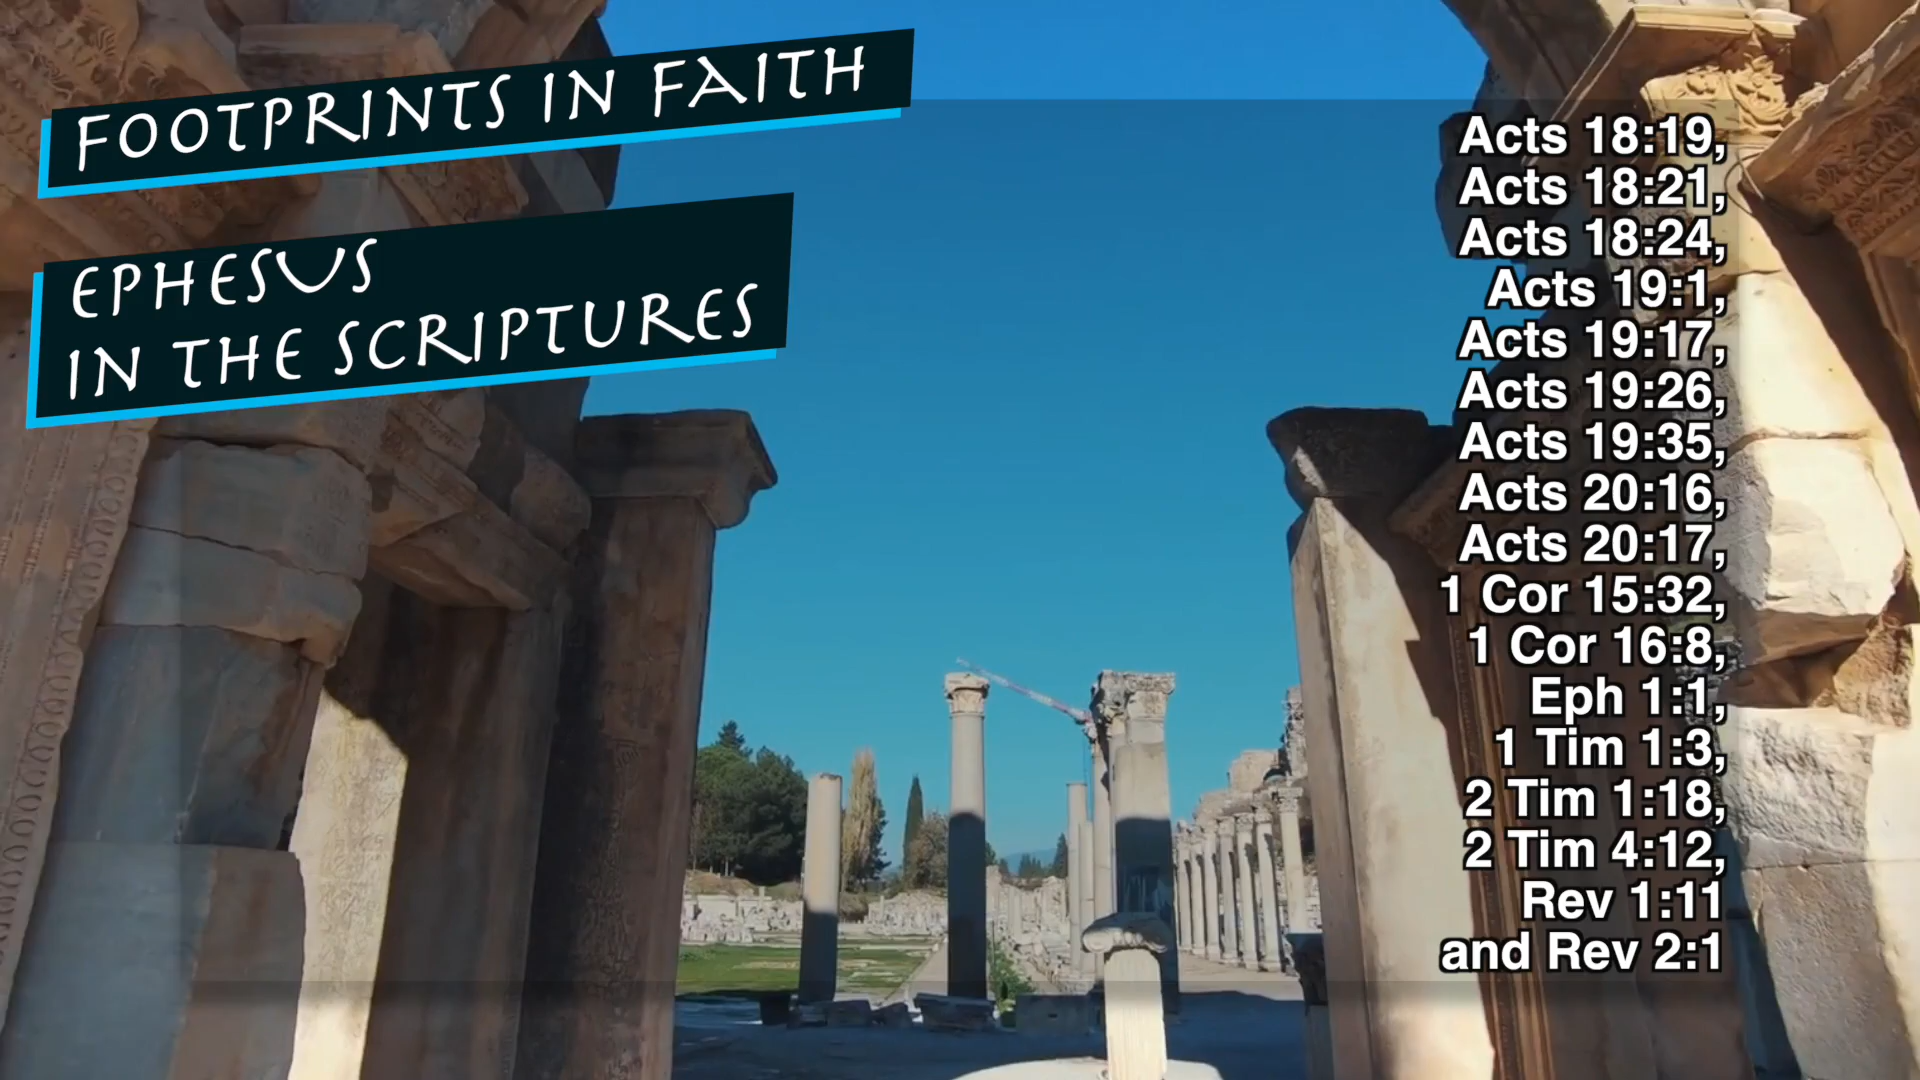 FOOTPRINTS IN FAITH
EPHESUS
IN THE SCRIPTURES
Acts 18:19,
Acts 18:21,
Acts 18:24,
Acts 19:1,
Acts 19:17,
Acts 19:26,
Acts 19:35,
Acts 20:16,
Acts 20:17,
1 Cor 15:32,
1 Cor 16:8,
Eph 1:1,
1 Tim 1:3,
2 Tim 1:18,
2 Tim 4:12,
Rev 1:11
and Rev 2:1